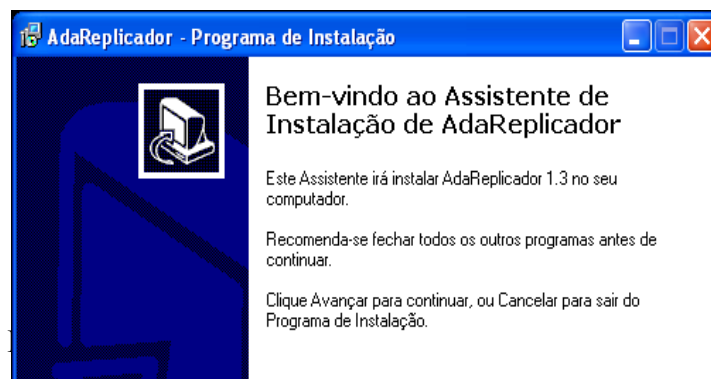 AdaReplicador - Programa de Instalação
Bem-vindo ao Assistente de
Instalação de AdaReplicador
Este Assistente irá instalar AdaReplicador 1.3 no seu
computador.
Recomenda-se fechar todos os outros programas antes de
continuar.
Clique Avançar para continuar, ou Cancelar para sair do
Programa de Instalação.